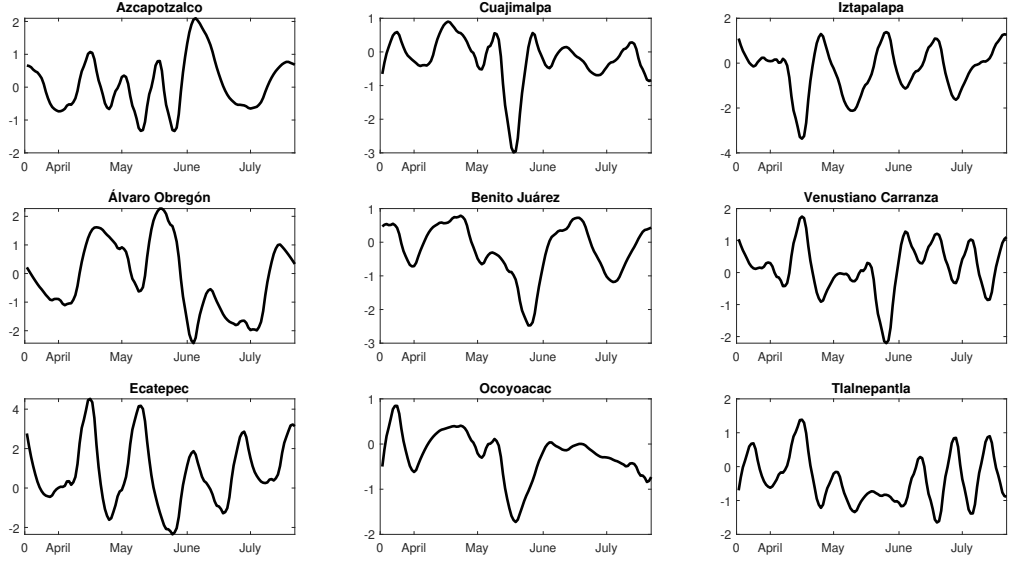 Azcapotzalco
2
1
0
-1
-2
0 April May June July
Cuajimalpa
1
0
-1
-2
-3
0 April May June July
Iztapalapa
2
0
-2
-4
0 April May June July
Álvaro Obregón
2
1
0
-1
-2
0 April May June July
Benito Juárez
1
0
-1
-2
-3
0 April May June July
Venustiano Carranza
2
1
0
-1
-2
0 April May June July
Ecatepec
4
2
0
-2
0 April May June July
Ocoyoacac
1
0
-1
-2
0 April May June July
Tlalnepantla
2
1
0
-1
-2
0 April May June July